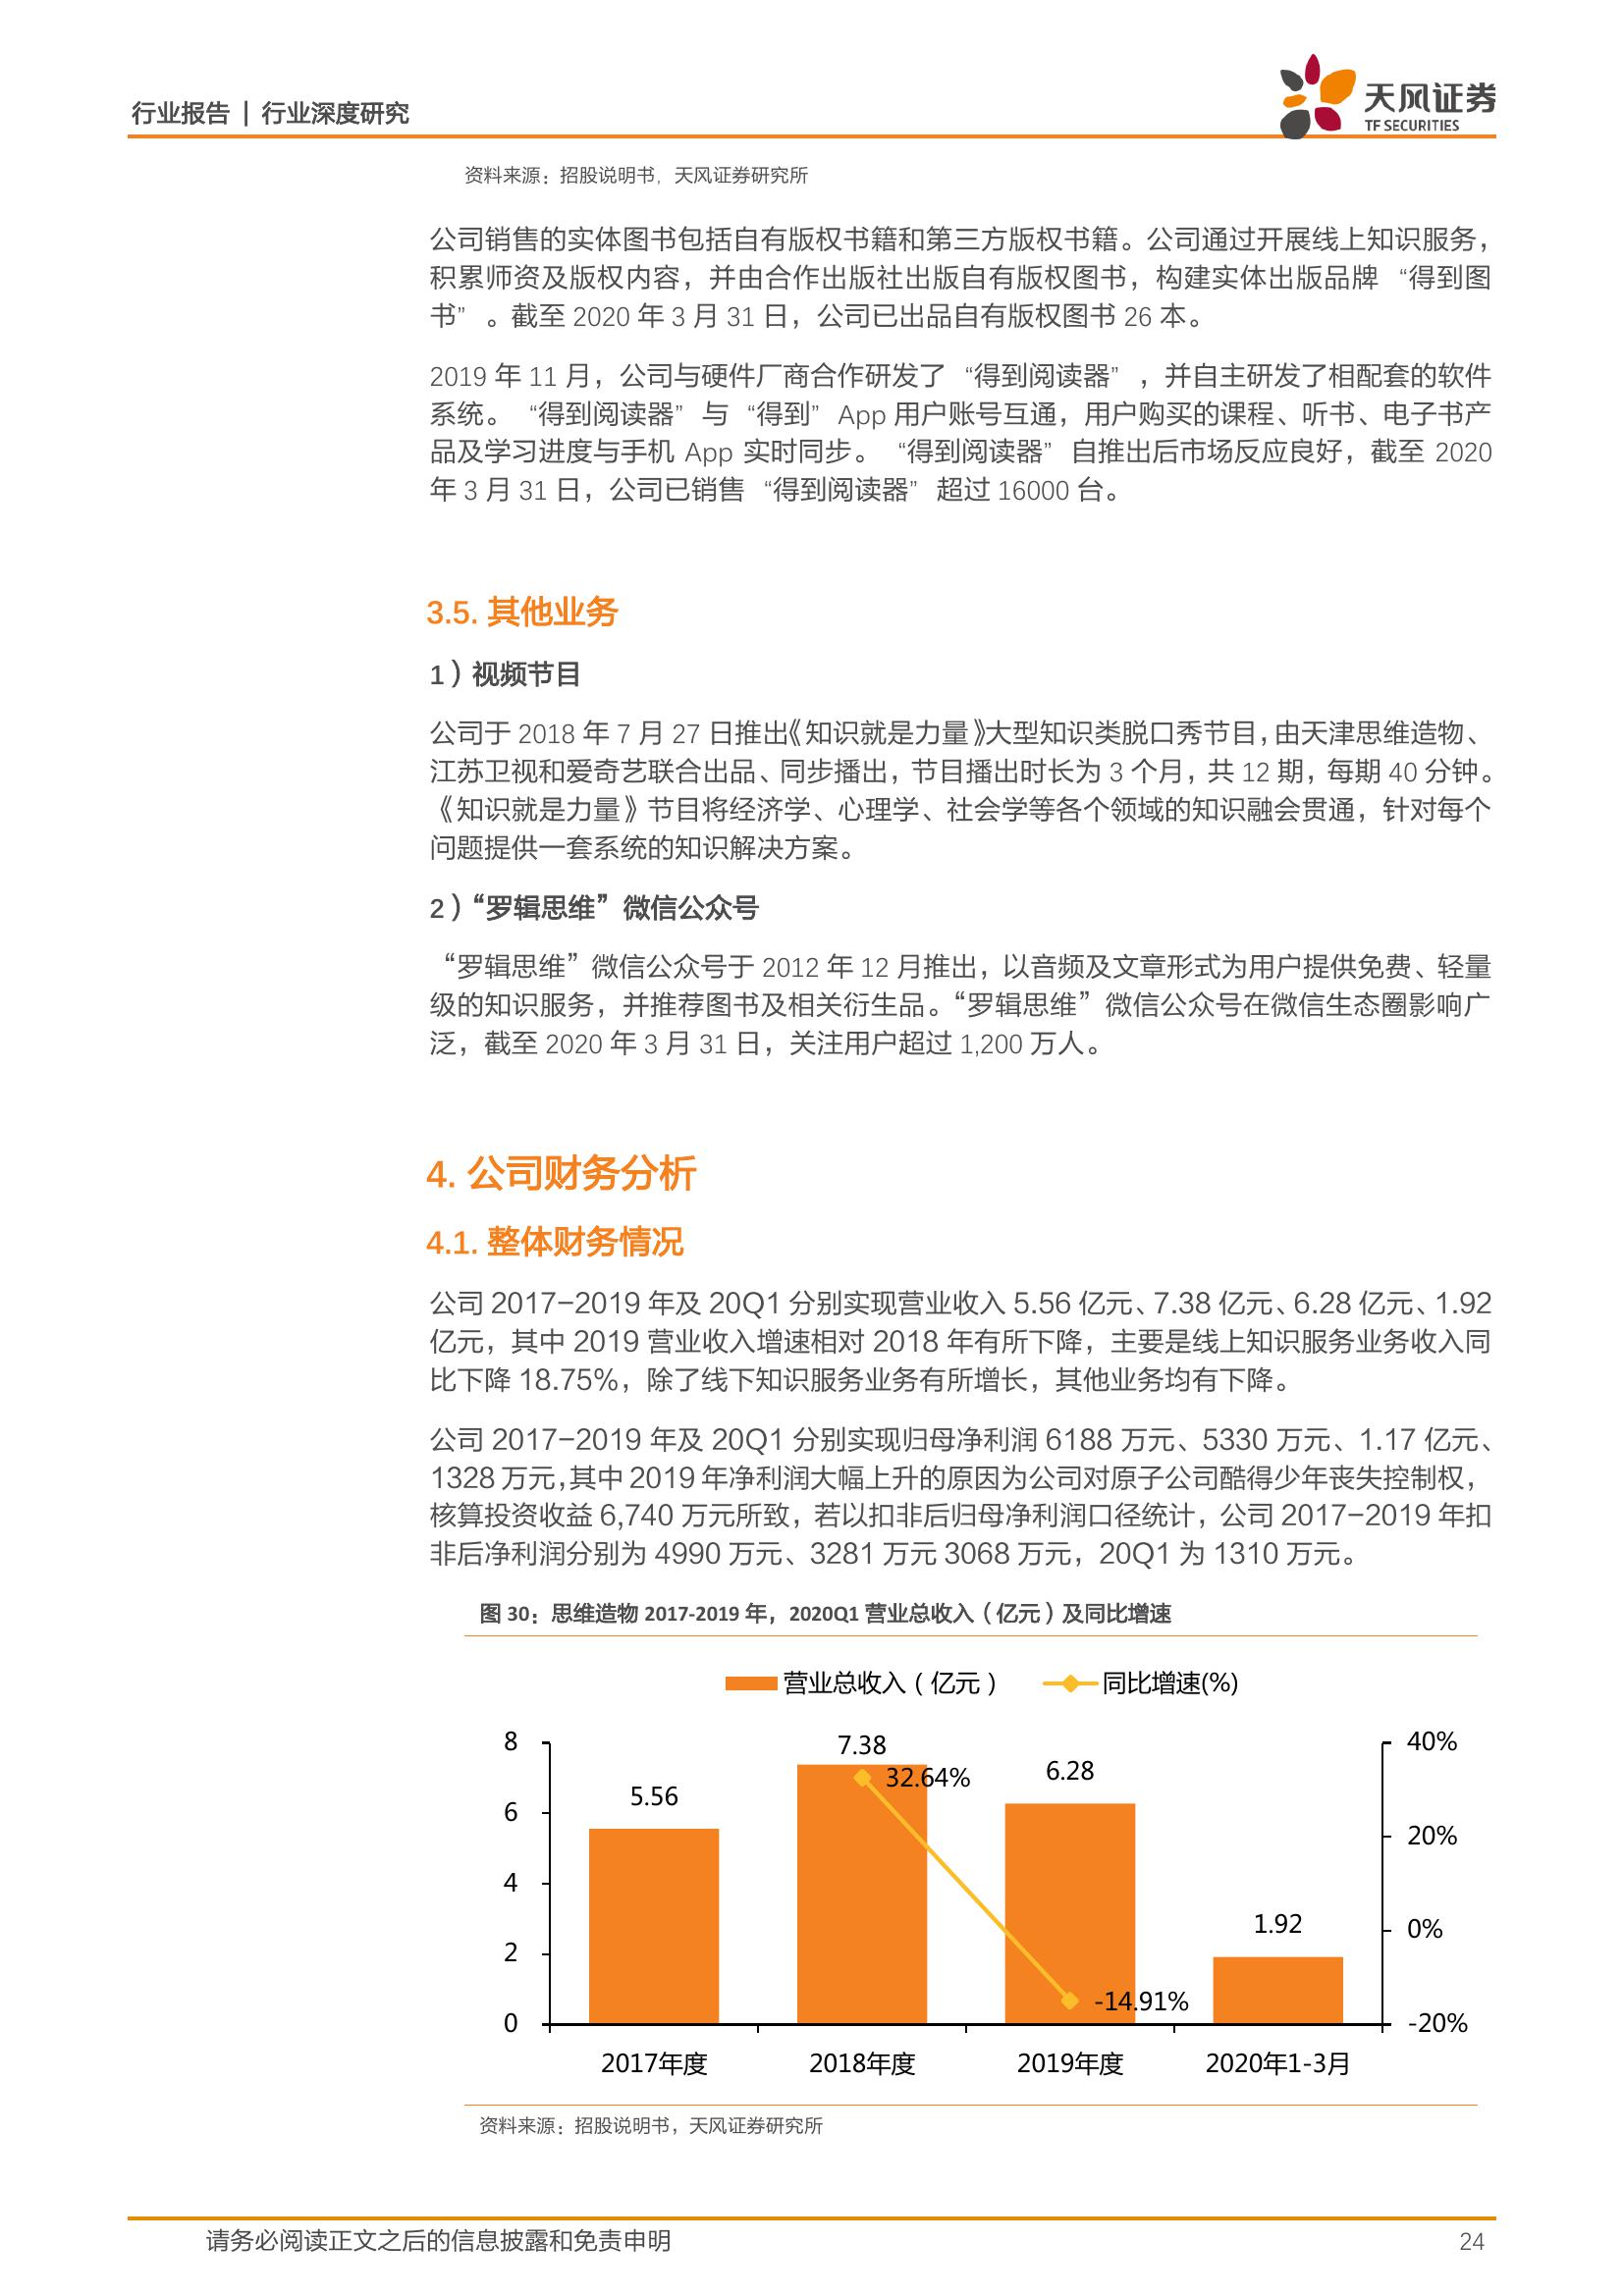 行业报告 | 行业深度研究
天风证券
TF SECURITIES
资料来源：招股说明书，天风证券研究所
公司销售的实体图书包括自有版权书籍和第三方版权书籍。公司通过开展线上知识服务，
积累师资及版权内容，并由合作出版社出版自有版权图书，构建实体出版品牌 “得到图
书” 。截至 2020 年 3 月 31 日，公司已出品自有版权图书 26 本。
2019 年 11 月，公司与硬件厂商合作研发了 “得到阅读器” ，并自主研发了相配套的软件
系统。 “得到阅读器” 与 “得到” App 用户账号互通，用户购买的课程、听书、电子书产
品及学习进度与手机 App 实时同步。 “得到阅读器” 自推出后市场反应良好，截至 2020
年 3 月 31 日，公司已销售 “得到阅读器” 超过 16000 台。
3.5. 其他业务
1）视频节目
公司于 2018 年 7 月 27 日推出《知识就是力量》大型知识类脱口秀节目，由天津思维造物、
江苏卫视和爱奇艺联合出品、同步播出，节目播出时长为 3 个月，共 12 期，每期 40 分钟。
《知识就是力量》节目将经济学、心理学、社会学等各个领域的知识融会贯通，针对每个
问题提供一套系统的知识解决方案。
2）“罗辑思维”微信公众号
“罗辑思维”微信公众号于 2012 年 12 月推出，以音频及文章形式为用户提供免费、轻量
级的知识服务，并推荐图书及相关衍生品。“罗辑思维”微信公众号在微信生态圈影响广
泛，截至 2020 年 3 月 31 日，关注用户超过 1,200 万人。
4. 公司财务分析
4.1. 整体财务情况
公司 2017-2019 年及 20Q1 分别实现营业收入 5.56 亿元、7.38 亿元、6.28 亿元、1.92
亿元，其中 2019 营业收入增速相对 2018 年有所下降，主要是线上知识服务业务收入同
比下降 18.75%，除了线下知识服务业务有所增长，其他业务均有下降。
公司 2017-2019 年及 20Q1 分别实现归母净利润 6188 万元、5330 万元、1.17 亿元、
1328 万元，其中 2019 年净利润大幅上升的原因为公司对原子公司酷得少年丧失控制权，
核算投资收益 6,740 万元所致，若以扣非后归母净利润口径统计，公司 2017-2019 年扣
非后净利润分别为 4990 万元、3281 万元 3068 万元，20Q1 为 1310 万元。
图 30：思维造物 2017-2019 年，2020Q1 营业总收入（亿元）及同比增速
营业总收入（亿元） 同比增速(%)
8 7.38 40%
32.64% 6.28
5.56
6 20%
4
1.92 0%
2
-14.91%
0 -20%
2017年度 2018年度 2019年度 2020年1-3月
资料来源：招股说明书，天风证券研究所
请务必阅读正文之后的信息披露和免责申明 24